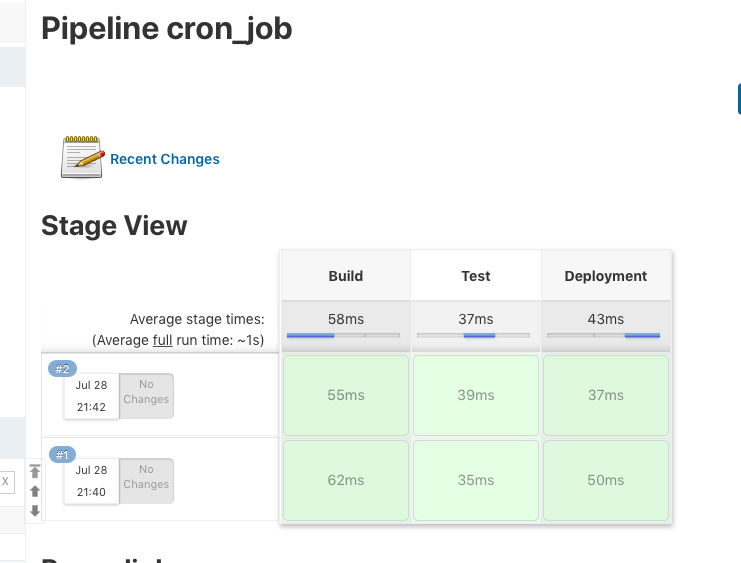 Pipeline cron_job
Recent Changes
Stage View
Build Test Deployment
Average stage times:
(Average full run time: ~1s)
58ms 37ms 43ms
#2
Jul 28
21:42
No
Changes
55ms 39ms 37ms
#1
Jul 28
21:40
No
Changes
62ms 35ms 50ms
X